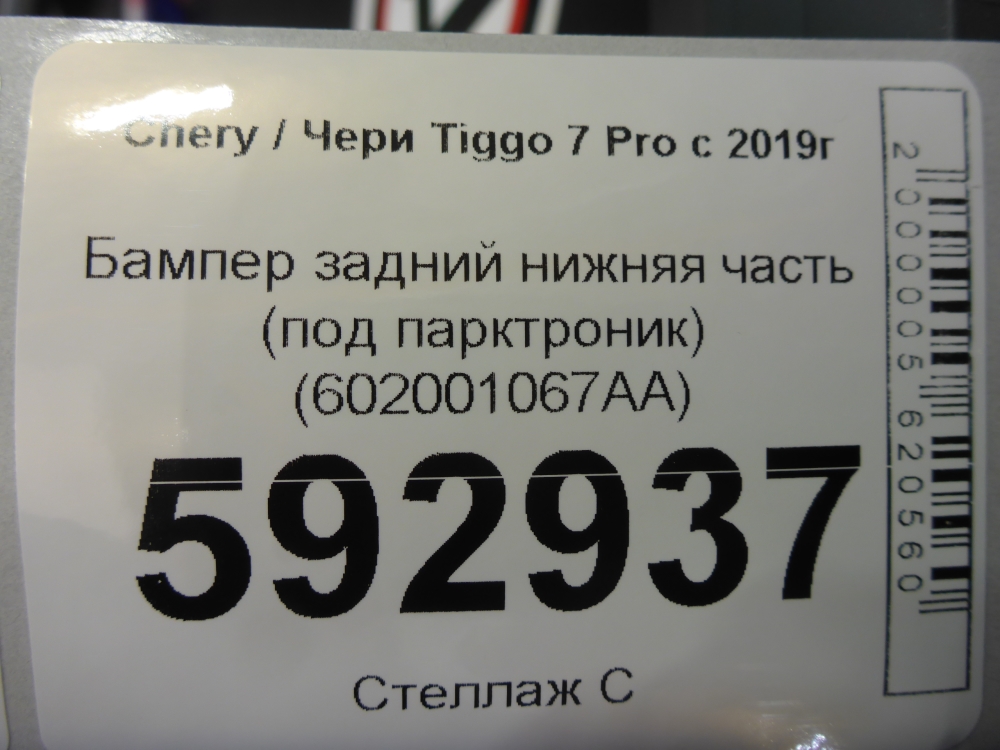 Chery / Чери Tiggo 7 Pro с 2019г
Бампер задний нижняя часть
(под парктроник)
(602001067AA)
592937
Стеллаж С
2000005620560